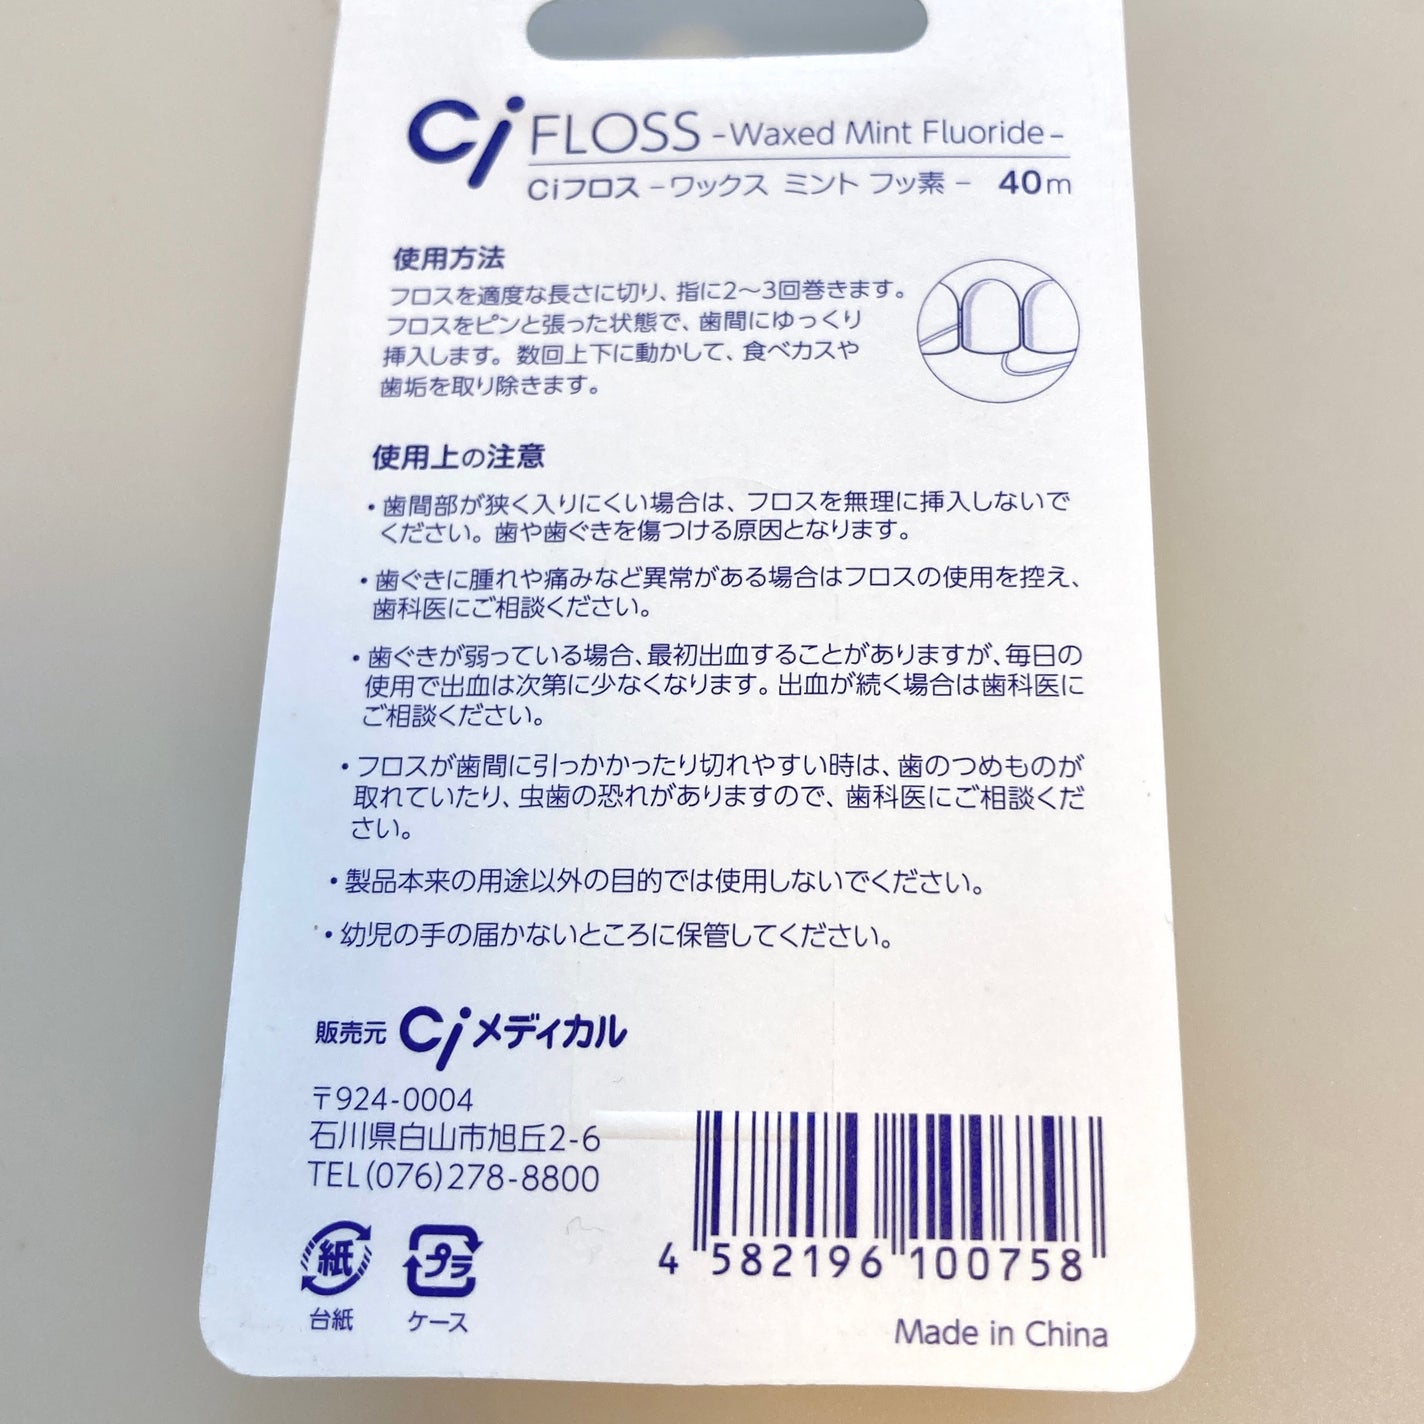 Ci FLOSS -Waxed Mint Fluoride-
Ciフロス -ワックス ミント フッ素- 40m
使用方法
フロスを適度な長さに切り、指に2〜3回巻きます。
フロスをピンと張った状態で、歯間にゆっくり
挿入します。数回上下に動かして、食べカスや
歯垢を取り除きます。
使用上の注意
・歯間部が狭く入りにくい場合は、フロスを無理に挿入しないで
ください。歯や歯ぐきを傷つける原因となります。
・歯ぐきに腫れや痛みなど異常がある場合はフロスの使用を控え、
歯科医にご相談ください。
・歯ぐきが弱っている場合、最初出血することがありますが、毎日の
使用で出血は次第に少なくなります。出血が続く場合は歯科医に
ご相談ください。
・フロスが歯間に引っかかったり切れやすい時は、歯のつめものが
取れていたり、虫歯の恐れがありますので、歯科医にご相談くだ
さい。
・製品本来の用途以外の目的では使用しないでください。
・幼児の手の届かないところに保管してください。
販売元 Ciメディカル
〒924-0004
石川県白山市旭丘2-6
TEL(076)278-8800
紙 プラ
台紙 ケース
4 582196 100758
Made in China